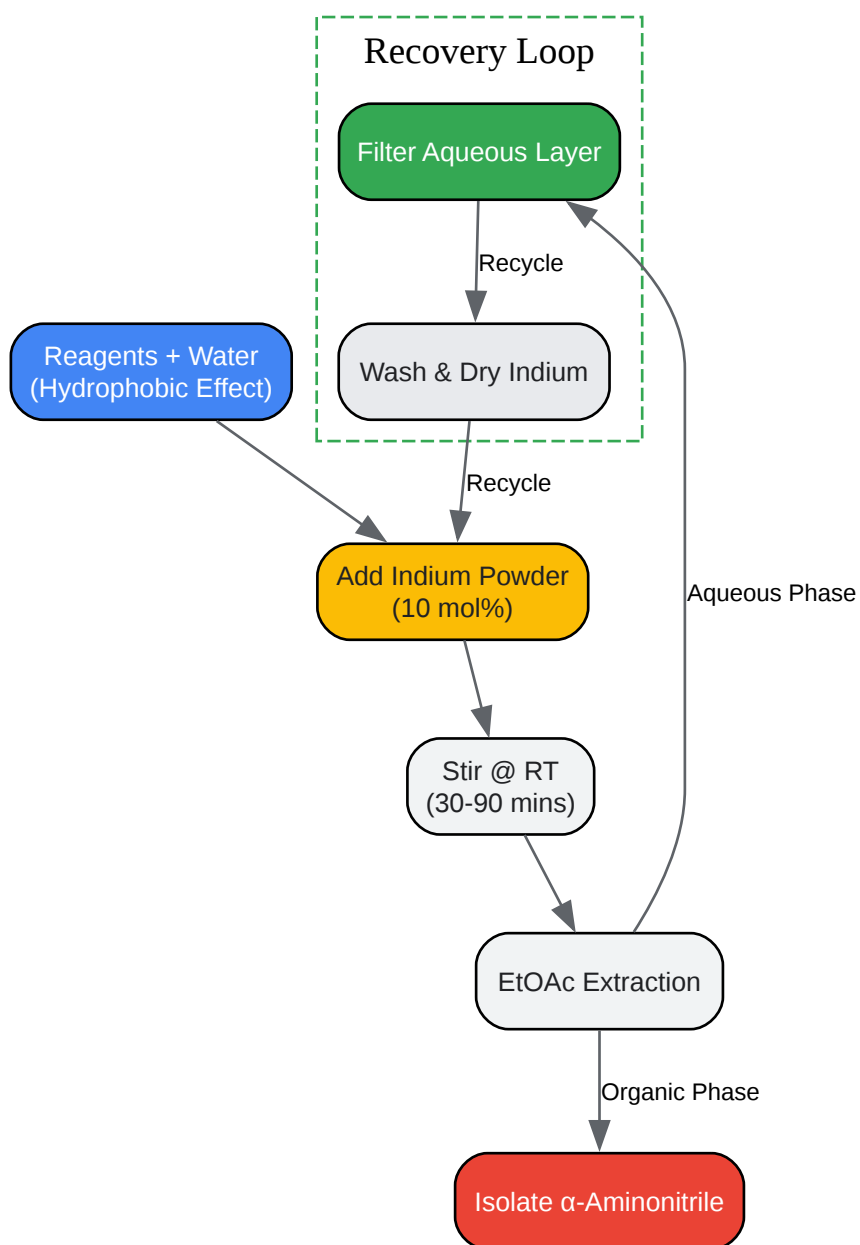 Recovery Loop
Filter Aqueous Layer
Recycle
Reagents + Water
(Hydrophobic Effect)
Wash & Dry Indium
Recycle
Add Indium Powder
(10 mol%)
Aqueous Phase
Stir @ RT
(30-90 mins)
EtOAc Extraction
Organic Phase
Isolate α-Aminonitrile